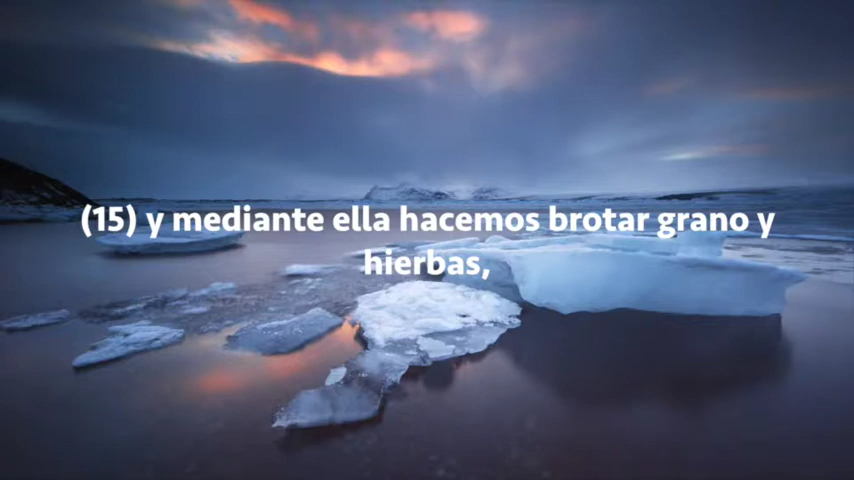 (15) y mediante ella hacemos brotar grano y
hierbas,